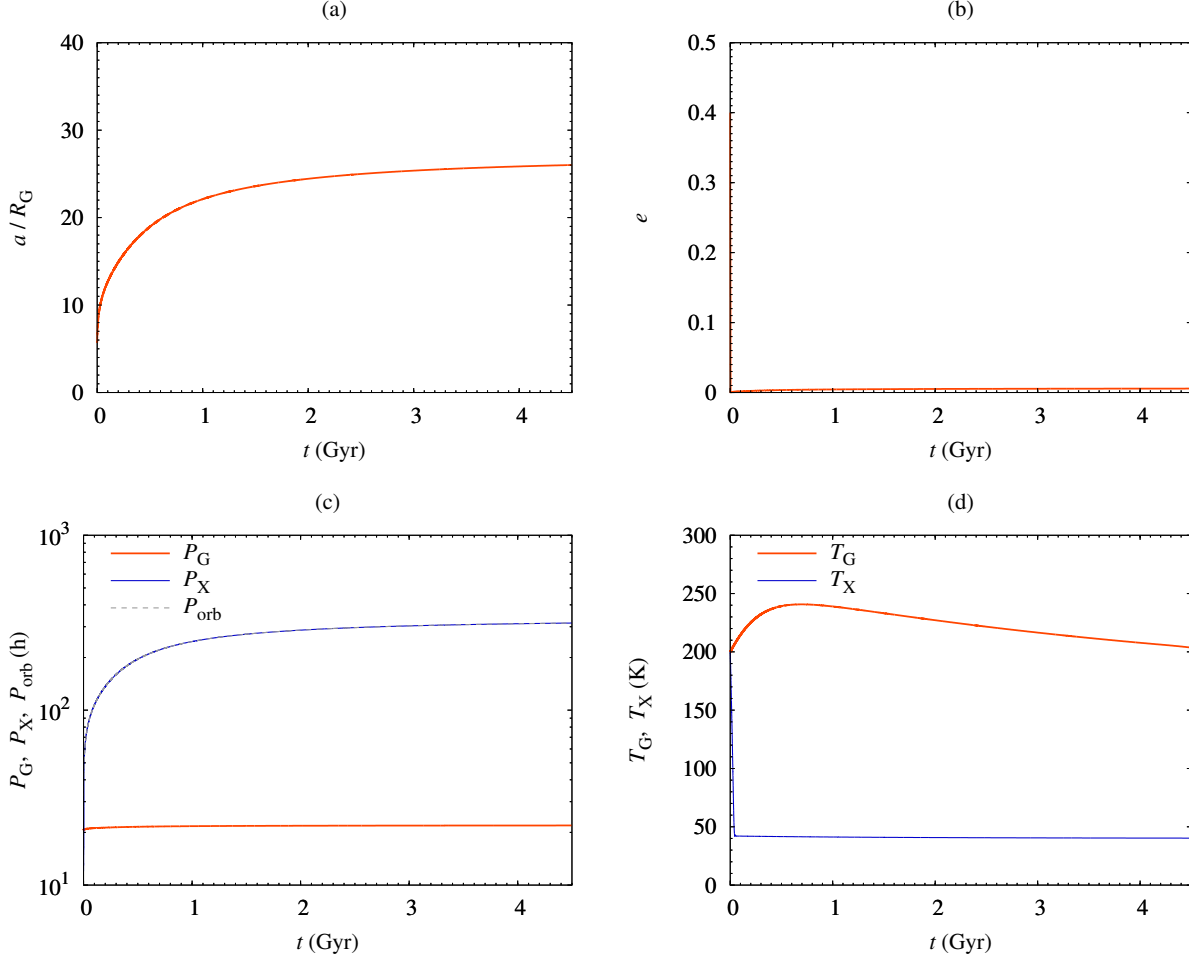 (a)
40
30
20
10
0
a / R_G
0 1 2 3 4
t (Gyr)
(b)
0.5
0.4
0.3
0.2
0.1
0
e
0 1 2 3 4
t (Gyr)
(c)
10^3
10^2
10^1
P_G, P_X, P_orb (h)
P_G
P_X
P_orb
0 1 2 3 4
t (Gyr)
(d)
300
250
200
150
100
50
0
T_G, T_X (K)
T_G
T_X
0 1 2 3 4
t (Gyr)